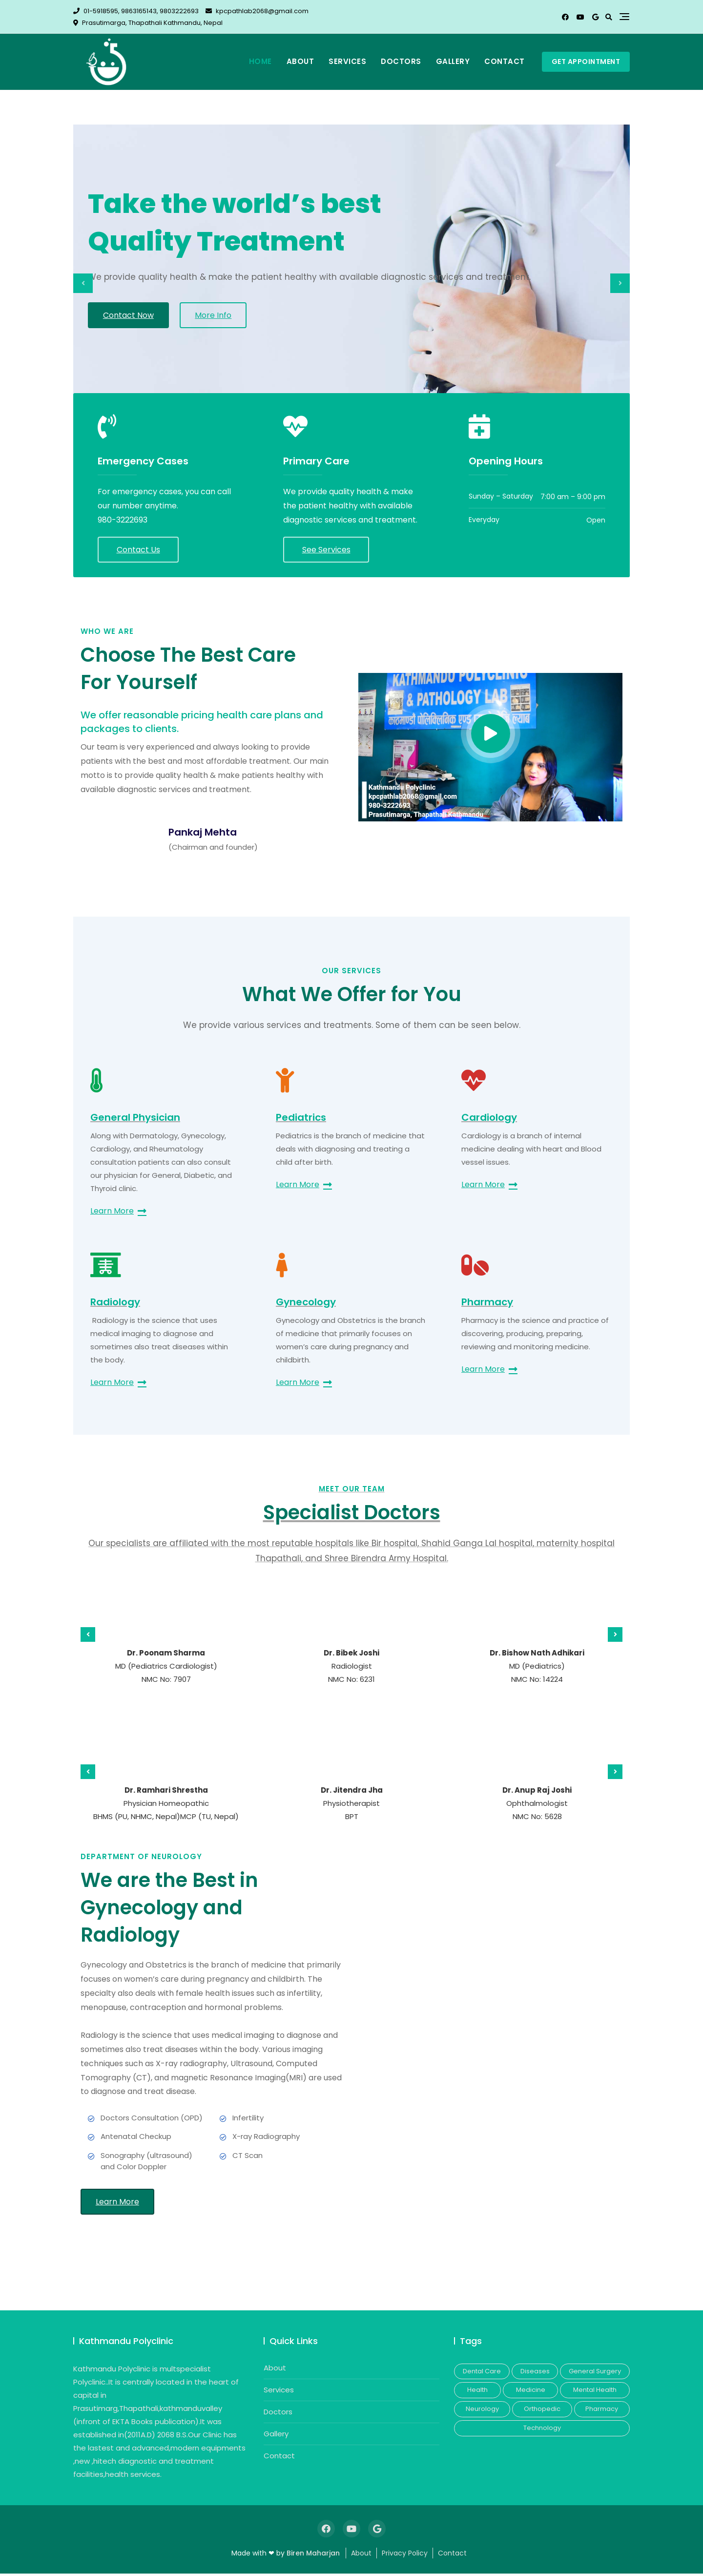 01-5918595, 9863165143, 9803222693 kpcpathlab2068@gmail.com
Prasutimarga, Thapathali Kathmandu, Nepal
HOME ABOUT SERVICES DOCTORS GALLERY CONTACT GET APPOINTMENT
Take the world’s best
Quality Treatment
We provide quality health & make the patient healthy with available diagnostic services and treatment.
Contact Now More Info
Emergency Cases
For emergency cases, you can call
our number anytime.
980-3222693
Contact Us
Primary Care
We provide quality health & make
the patient healthy with available
diagnostic services and treatment.
See Services
Opening Hours
Sunday – Saturday 7:00 am – 9:00 pm
Everyday Open
WHO WE ARE
Choose The Best Care
For Yourself
We offer reasonable pricing health care plans and
packages to clients.
Our team is very experienced and always looking to provide
patients with the best and most affordable treatment. Our main
motto is to provide quality health & make patients healthy with
available diagnostic services and treatment.
Pankaj Mehta
(Chairman and founder)
KATHMANDU POLYCLINIC
& PATHOLOGY LAB
Kathmandu Polyclinic
kpcpathlab2068@gmail.com
980-3222693
Prasutimarga, Thapathali Kathmandu
OUR SERVICES
What We Offer for You
We provide various services and treatments. Some of them can be seen below.
General Physician
Along with Dermatology, Gynecology,
Cardiology, and Rheumatology
consultation patients can also consult
our physician for General, Diabetic, and
Thyroid clinic.
Learn More
Pediatrics
Pediatrics is the branch of medicine that
deals with diagnosing and treating a
child after birth.
Learn More
Cardiology
Cardiology is a branch of internal
medicine dealing with heart and Blood
vessel issues.
Learn More
Radiology
Radiology is the science that uses
medical imaging to diagnose and
sometimes also treat diseases within
the body.
Learn More
Gynecology
Gynecology and Obstetrics is the branch
of medicine that primarily focuses on
women’s care during pregnancy and
childbirth.
Learn More
Pharmacy
Pharmacy is the science and practice of
discovering, producing, preparing,
reviewing and monitoring medicine.
Learn More
MEET OUR TEAM
Specialist Doctors
Our specialists are affiliated with the most reputable hospitals like Bir hospital, Shahid Ganga Lal hospital, maternity hospital
Thapathali, and Shree Birendra Army Hospital.
Dr. Poonam Sharma
MD (Pediatrics Cardiologist)
NMC No: 7907
Dr. Bibek Joshi
Radiologist
NMC No: 6231
Dr. Bishow Nath Adhikari
MD (Pediatrics)
NMC No: 14224
Dr. Ramhari Shrestha
Physician Homeopathic
BHMS (PU, NHMC, Nepal)MCP (TU, Nepal)
Dr. Jitendra Jha
Physiotherapist
BPT
Dr. Anup Raj Joshi
Ophthalmologist
NMC No: 5628
DEPARTMENT OF NEUROLOGY
We are the Best in
Gynecology and
Radiology
Gynecology and Obstetrics is the branch of medicine that primarily
focuses on women’s care during pregnancy and childbirth. The
specialty also deals with female health issues such as infertility,
menopause, contraception and hormonal problems.
Radiology is the science that uses medical imaging to diagnose and
sometimes also treat diseases within the body. Various imaging
techniques such as X-ray radiography, Ultrasound, Computed
Tomography (CT), and magnetic Resonance Imaging(MRI) are used
to diagnose and treat disease.
Doctors Consultation (OPD)
Antenatal Checkup
Sonography (ultrasound)
and Color Doppler
Infertility
X-ray Radiography
CT Scan
Learn More
Kathmandu Polyclinic
Kathmandu Polyclinic is multspecialist
Polyclinic..It is centrally located in the heart of
capital in
Prasutimarg,Thapathali,kathmanduvalley
(infront of EKTA Books publication).It was
established in(2011A.D) 2068 B.S.Our Clinic has
the lastest and advanced,modern equipments
,new ,hitech diagnostic and treatment
facilities,health services.
Quick Links
About
Services
Doctors
Gallery
Contact
Tags
Dental Care Diseases General Surgery
Health Medicine Mental Health
Neurology Orthopedic Pharmacy
Technology
Made with ❤ by Biren Maharjan About Privacy Policy Contact